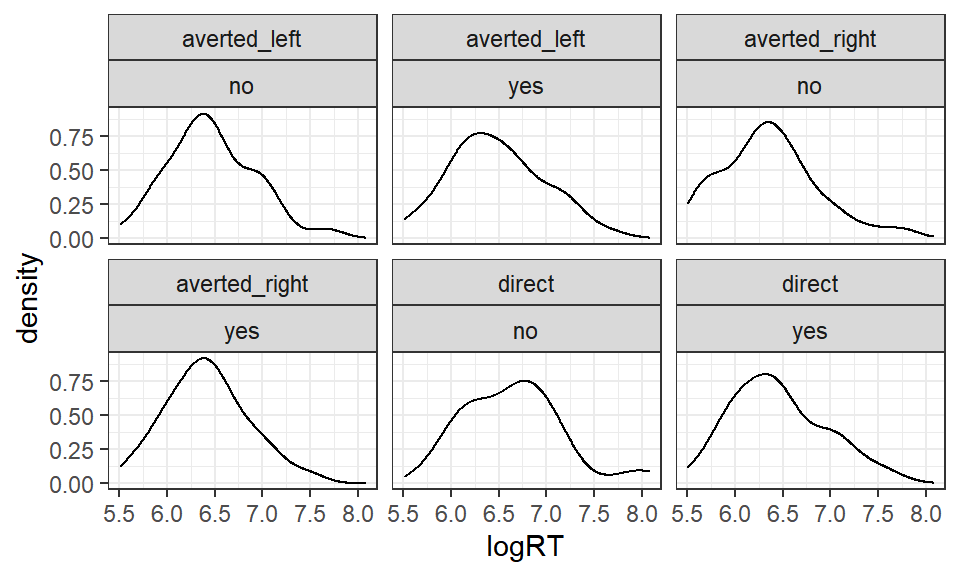 averted_left averted_left averted_right
no yes no
0.75
0.50
0.25
0.00
averted_right direct direct
yes no yes
0.75
0.50
0.25
0.00
5.5 6.0 6.5 7.0 7.5 8.0 5.5 6.0 6.5 7.0 7.5 8.0 5.5 6.0 6.5 7.0 7.5 8.0
logRT
density